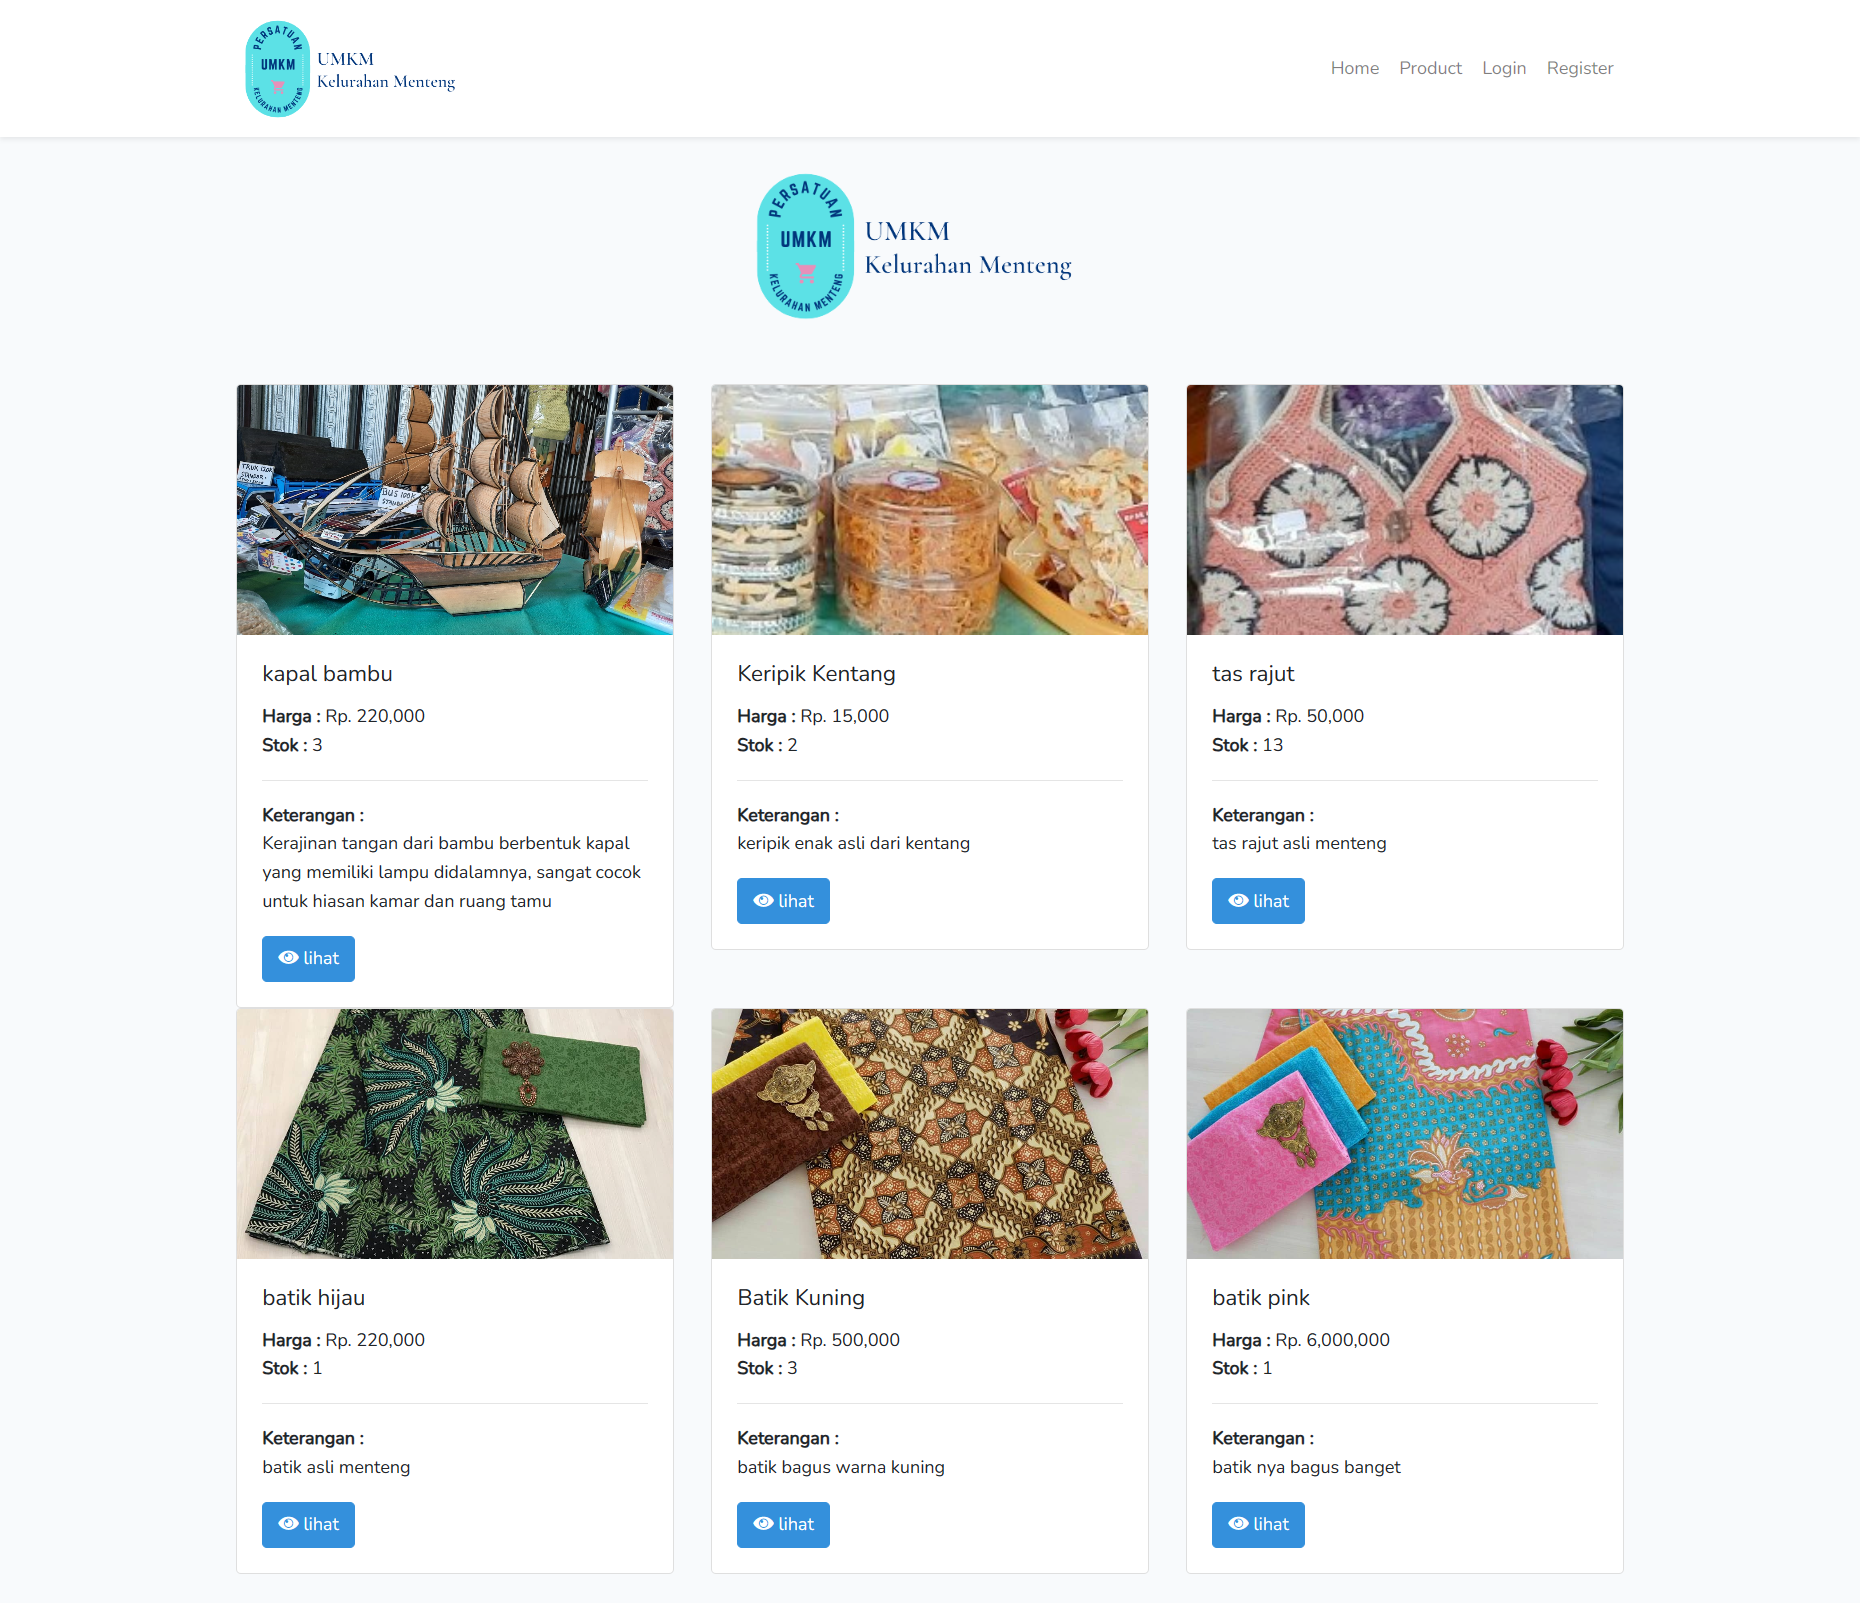 PERSATUAN
UMKM
KELURAHAN MENTENG
UMKM
Kelurahan Menteng
Home
Product
Login
Register
PERSATUAN
UMKM
KELURAHAN MENTENG
UMKM
Kelurahan Menteng
BUS 100K
kapal bambu
Harga : Rp. 220,000
Stok : 3
Keterangan :
Kerajinan tangan dari bambu berbentuk kapal
yang memiliki lampu didalamnya, sangat cocok
untuk hiasan kamar dan ruang tamu
lihat
Keripik Kentang
Harga : Rp. 15,000
Stok : 2
Keterangan :
keripik enak asli dari kentang
lihat
tas rajut
Harga : Rp. 50,000
Stok : 13
Keterangan :
tas rajut asli menteng
lihat
batik hijau
Harga : Rp. 220,000
Stok : 1
Keterangan :
batik asli menteng
lihat
Batik Kuning
Harga : Rp. 500,000
Stok : 3
Keterangan :
batik bagus warna kuning
lihat
batik pink
Harga : Rp. 6,000,000
Stok : 1
Keterangan :
batik nya bagus banget
lihat